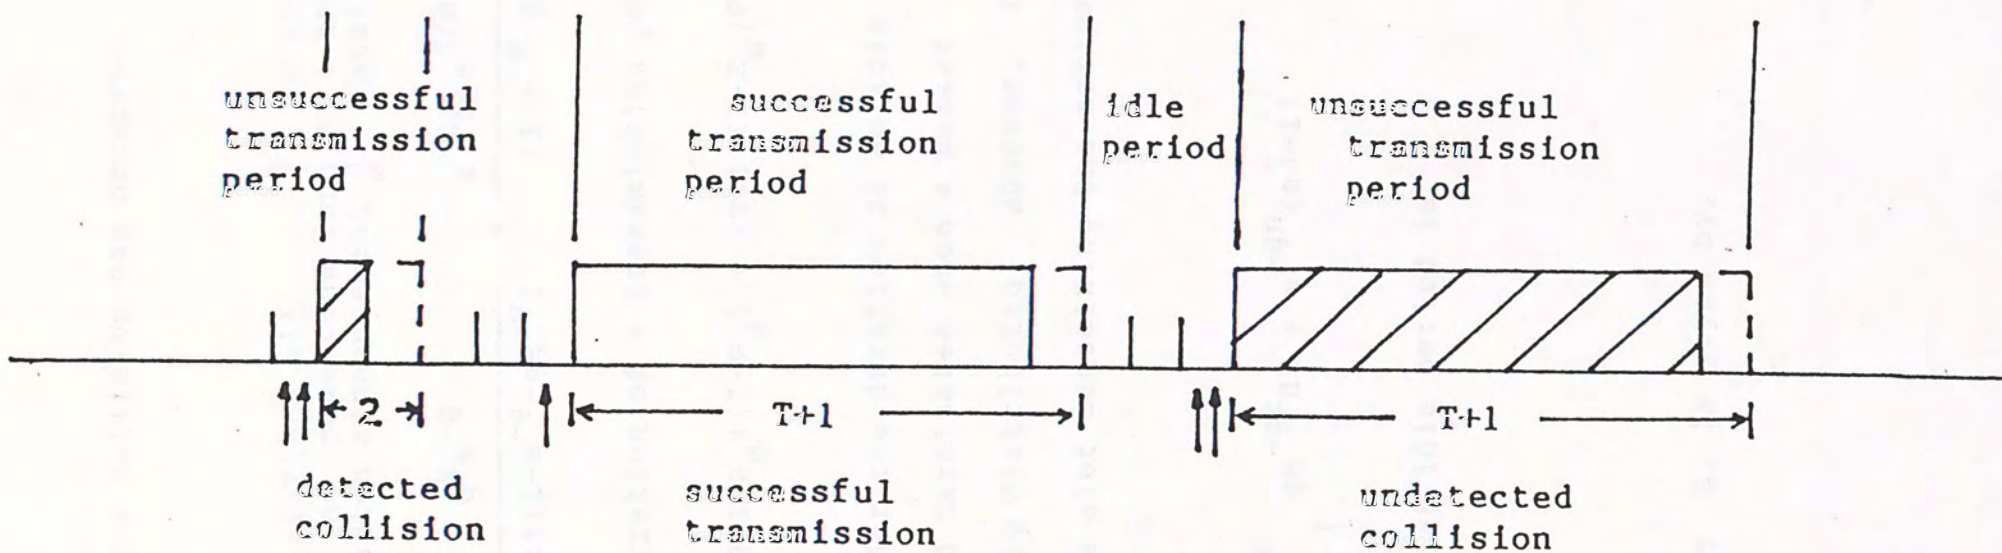 unsuccessful
transmission
period
successful
transmission
period
idle
period
unsuccessful
transmission
period
2
T+1
T+1
detected
collision
successful
transmission
undetected
collision